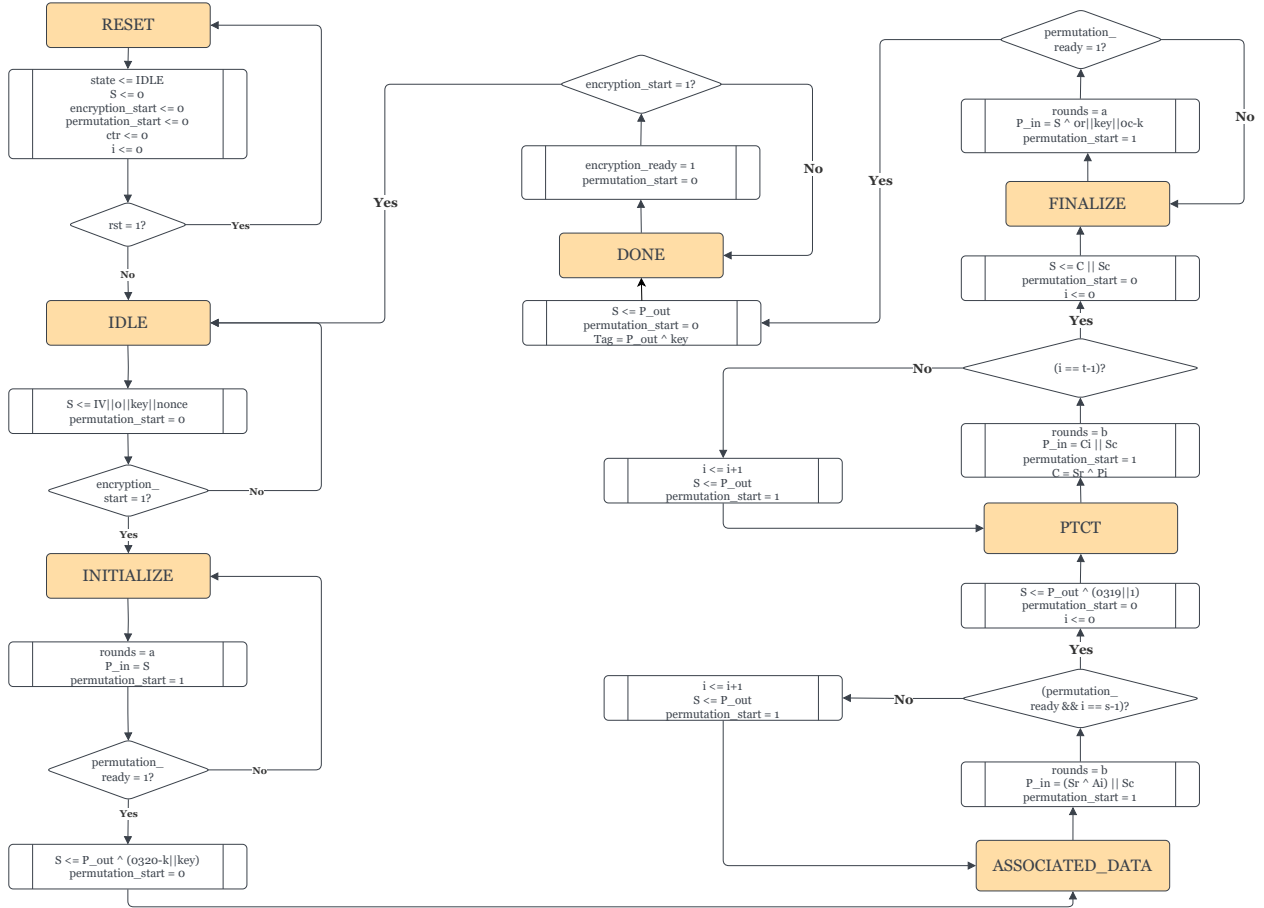 RESET
state <= IDLE
S <= 0
encryption_start <= 0
permutation_start <= 0
ctr <= 0
i <= 0
rst = 1?
Yes
No
IDLE
S <= IV||0||key||nonce
permutation_start = 0
encryption_
start = 1?
No
Yes
INITIALIZE
rounds = a
P_in = S
permutation_start = 1
permutation_
ready = 1?
No
Yes
S <= P_out ^ (0320-k||key)
permutation_start = 0
encryption_start = 1?
Yes
No
encryption_ready = 1
permutation_start = 0
DONE
S <= P_out
permutation_start = 0
Tag = P_out ^ key
permutation_
ready = 1?
Yes
No
rounds = a
P_in = S ^ 0r||key||0c-k
permutation_start = 1
FINALIZE
S <= C || Sc
permutation_start = 0
i <= 0
Yes
(i == t-1)?
No
rounds = b
P_in = Ci || Sc
permutation_start = 1
C = Sr ^ Pi
i <= i+1
S <= P_out
permutation_start = 1
PTCT
S <= P_out ^ (0319||1)
permutation_start = 0
i <= 0
Yes
(permutation_
ready && i == s-1)?
No
i <= i+1
S <= P_out
permutation_start = 1
rounds = b
P_in = (Sr ^ Ai) || Sc
permutation_start = 1
ASSOCIATED_DATA